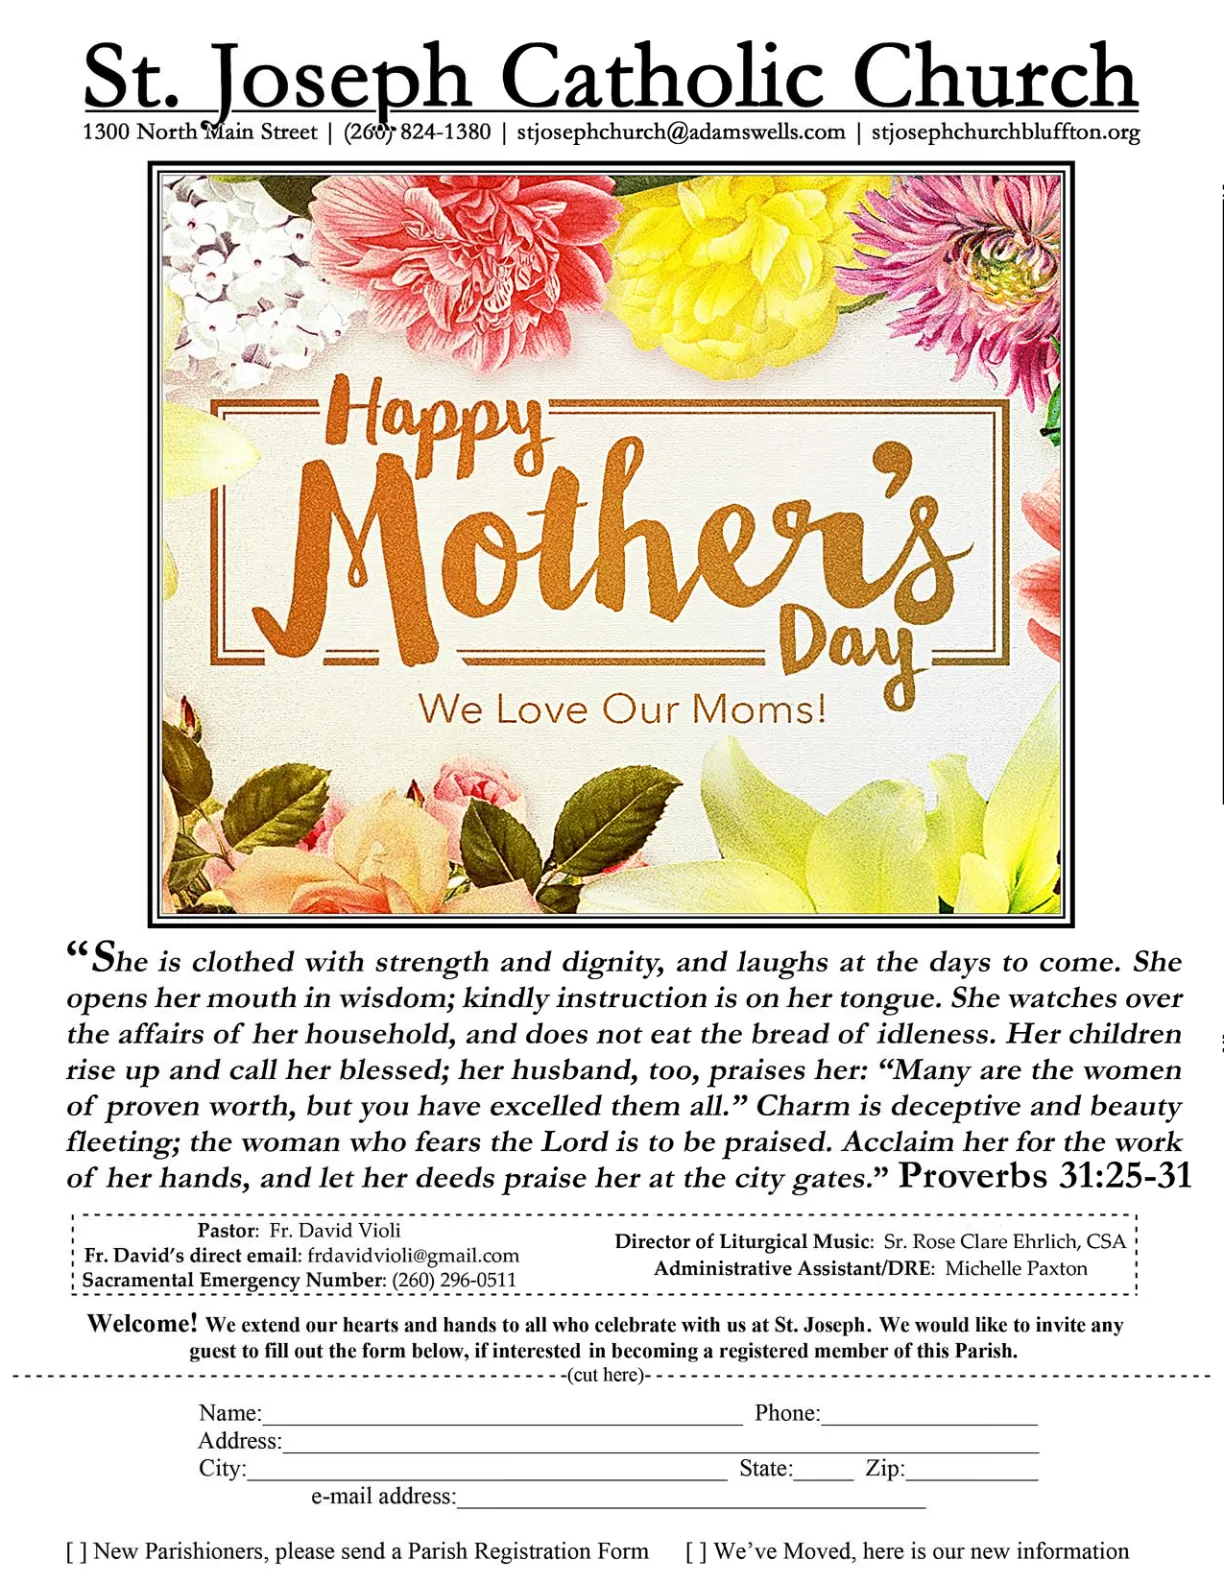 St. Joseph Catholic Church
1300 North Main Street | (260) 824-1380 | stjosephchurch@adamswells.com | stjosephchurchbluffton.org
Happy
Mother's
Day
We Love Our Moms!
“She is clothed with strength and dignity, and laughs at the days to come. She
opens her mouth in wisdom; kindly instruction is on her tongue. She watches over
the affairs of her household, and does not eat the bread of idleness. Her children
rise up and call her blessed; her husband, too, praises her: “Many are the women
of proven worth, but you have excelled them all.” Charm is deceptive and beauty
fleeting; the woman who fears the Lord is to be praised. Acclaim her for the work
of her hands, and let her deeds praise her at the city gates.” Proverbs 31:25-31
Pastor: Fr. David Violi
Fr. David’s direct email: frdavidvioli@gmail.com
Sacramental Emergency Number: (260) 296-0511
Director of Liturgical Music: Sr. Rose Clare Ehrlich, CSA
Administrative Assistant/DRE: Michelle Paxton
Welcome! We extend our hearts and hands to all who celebrate with us at St. Joseph. We would like to invite any
guest to fill out the form below, if interested in becoming a registered member of this Parish.
(cut here)
Name: Phone:
Address:
City: State: Zip:
e-mail address:
[ ] New Parishioners, please send a Parish Registration Form [ ] We’ve Moved, here is our new information